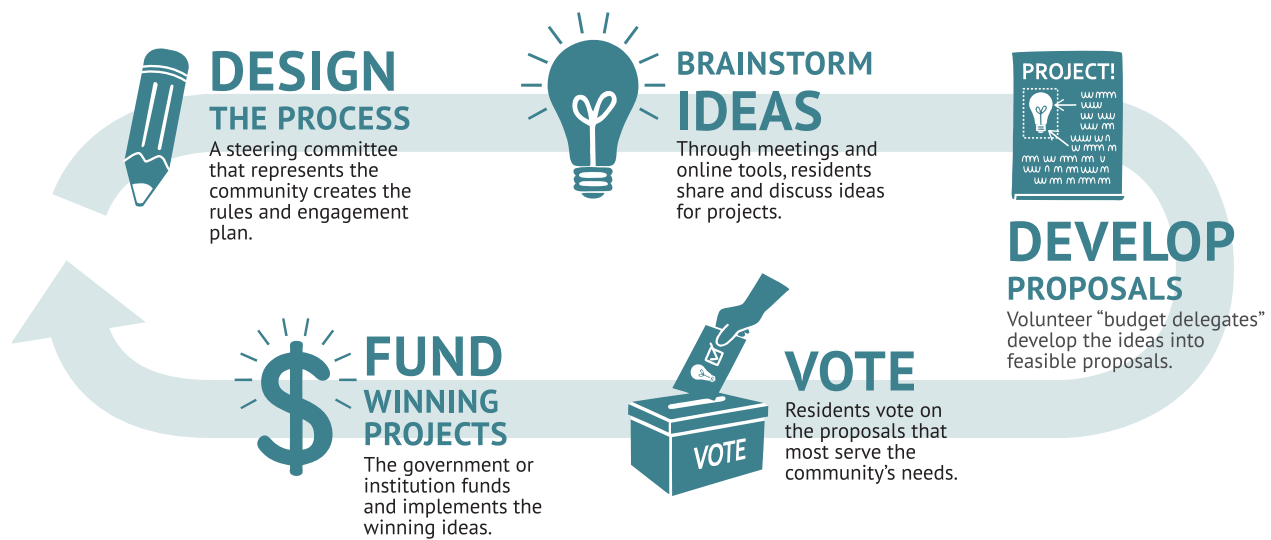 DESIGN
THE PROCESS
A steering committee
that represents the
community creates the
rules and engagement
plan.
BRAINSTORM
IDEAS
Through meetings and
online tools, residents
share and discuss ideas
for projects.
PROJECT!
DEVELOP
PROPOSALS
Volunteer “budget delegates”
develop the ideas into
feasible proposals.
VOTE
Residents vote on
the proposals that
most serve the
community’s needs.
VOTE
FUND
WINNING
PROJECTS
The government or
institution funds
and implements the
winning ideas.